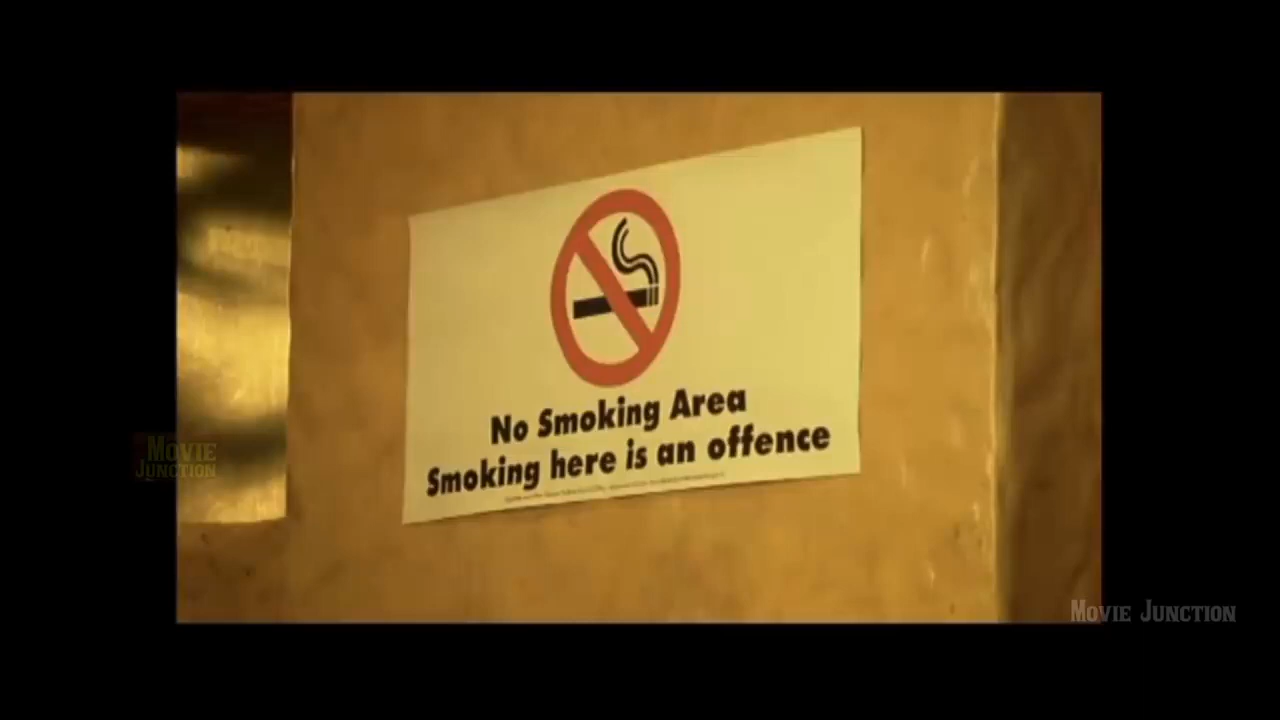 No Smoking Area
Smoking here is an offence
Movie
Junction
Movie Junction